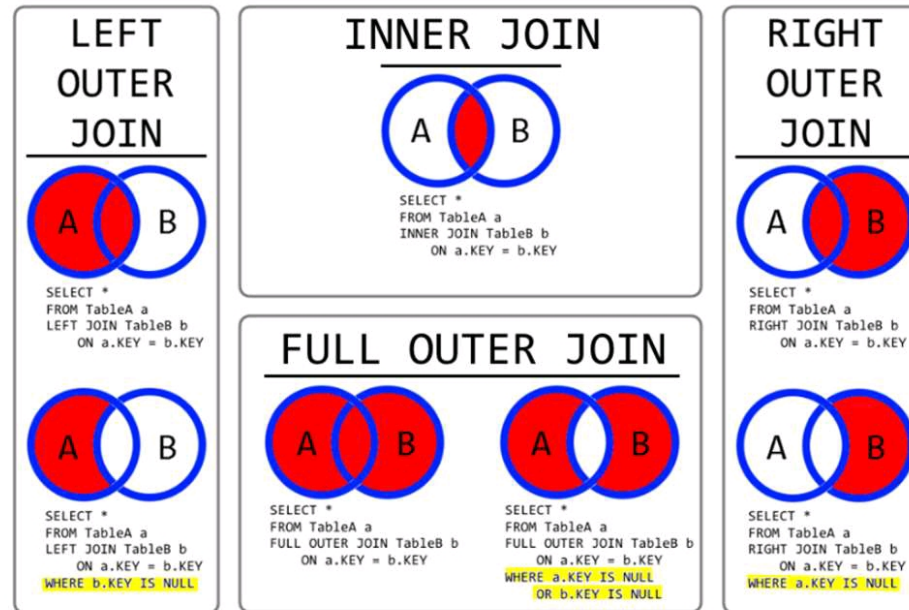 LEFT
OUTER
JOIN
A B
SELECT *
FROM TableA a
LEFT JOIN TableB b
ON a.KEY = b.KEY
A B
SELECT *
FROM TableA a
LEFT JOIN TableB b
ON a.KEY = b.KEY
WHERE b.KEY IS NULL
INNER JOIN
A B
SELECT *
FROM TableA a
INNER JOIN TableB b
ON a.KEY = b.KEY
FULL OUTER JOIN
A B
SELECT *
FROM TableA a
FULL OUTER JOIN TableB b
ON a.KEY = b.KEY
A B
SELECT *
FROM TableA a
FULL OUTER JOIN TableB b
ON a.KEY = b.KEY
WHERE a.KEY IS NULL
OR b.KEY IS NULL
RIGHT
OUTER
JOIN
A B
SELECT *
FROM TableA a
RIGHT JOIN TableB b
ON a.KEY = b.KEY
A B
SELECT *
FROM TableA a
RIGHT JOIN TableB b
ON a.KEY = b.KEY
WHERE a.KEY IS NULL